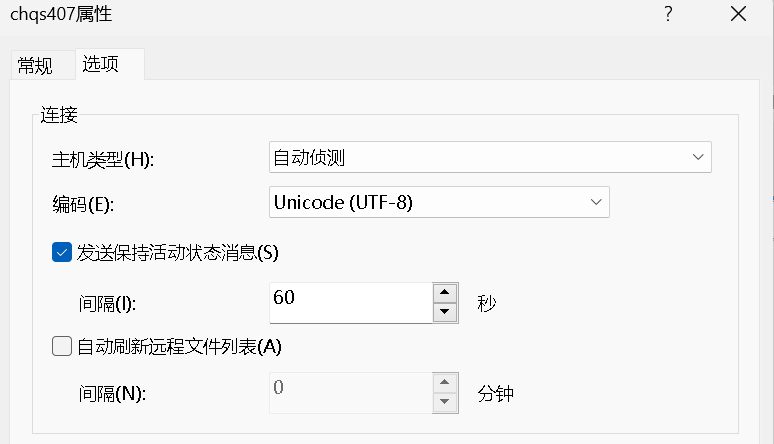 chqs407属性
常规 选项
连接
主机类型(H): 自动侦测
编码(E): Unicode (UTF-8)
发送保持活动状态消息(S)
间隔(I): 60 秒
自动刷新远程文件列表(A)
间隔(N): 0 分钟